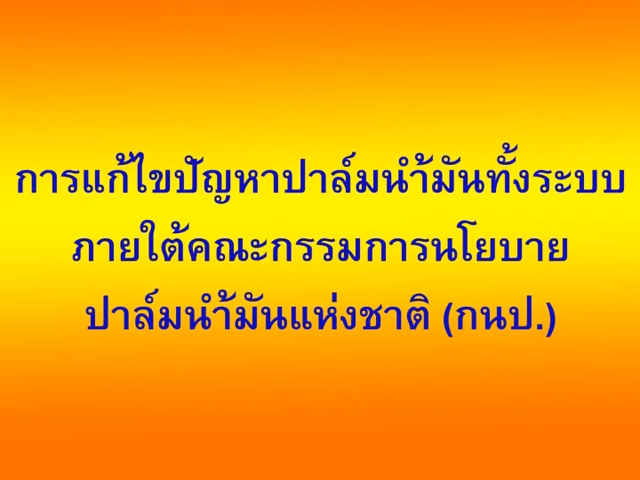 การแก้ไขปัญหาปาล์มน้ำมันทั้งระบบ
ภายใต้คณะกรรมการนโยบาย
ปาล์มน้ำมันแห่งชาติ (กนป.)